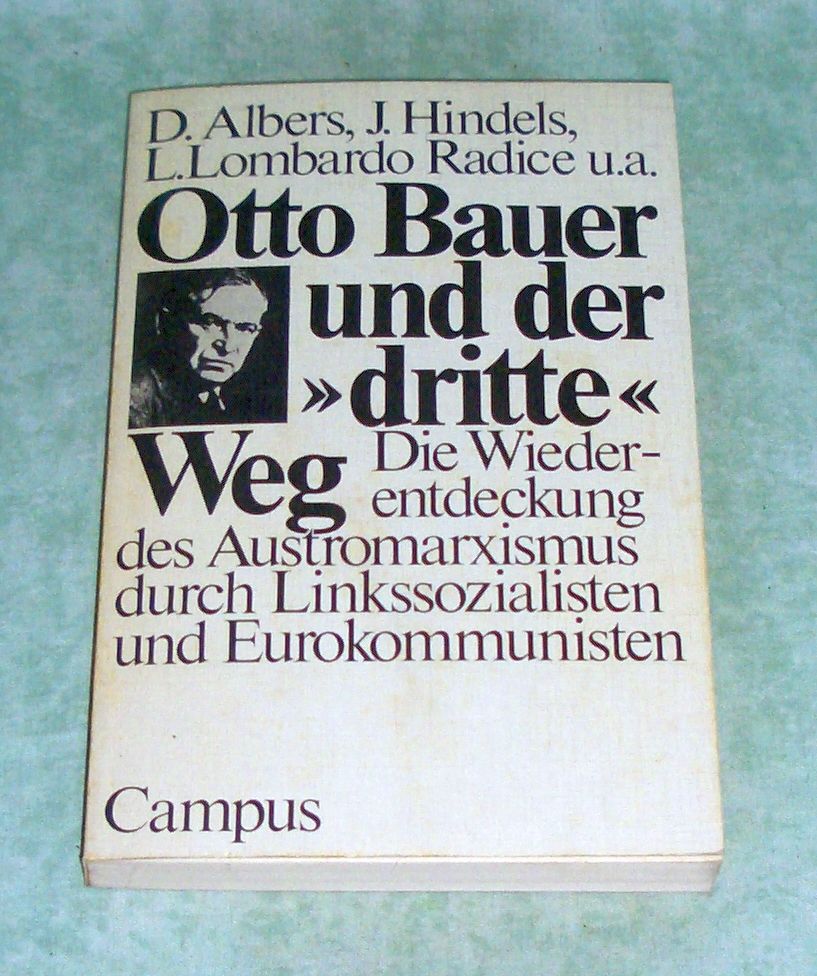 D. Albers, J. Hindels,
L. Lombardo Radice u.a.
Otto Bauer
und der
»dritte«
Weg
Die Wieder-
entdeckung
des Austromarxismus
durch Linkssozialisten
und Eurokommunisten
Campus